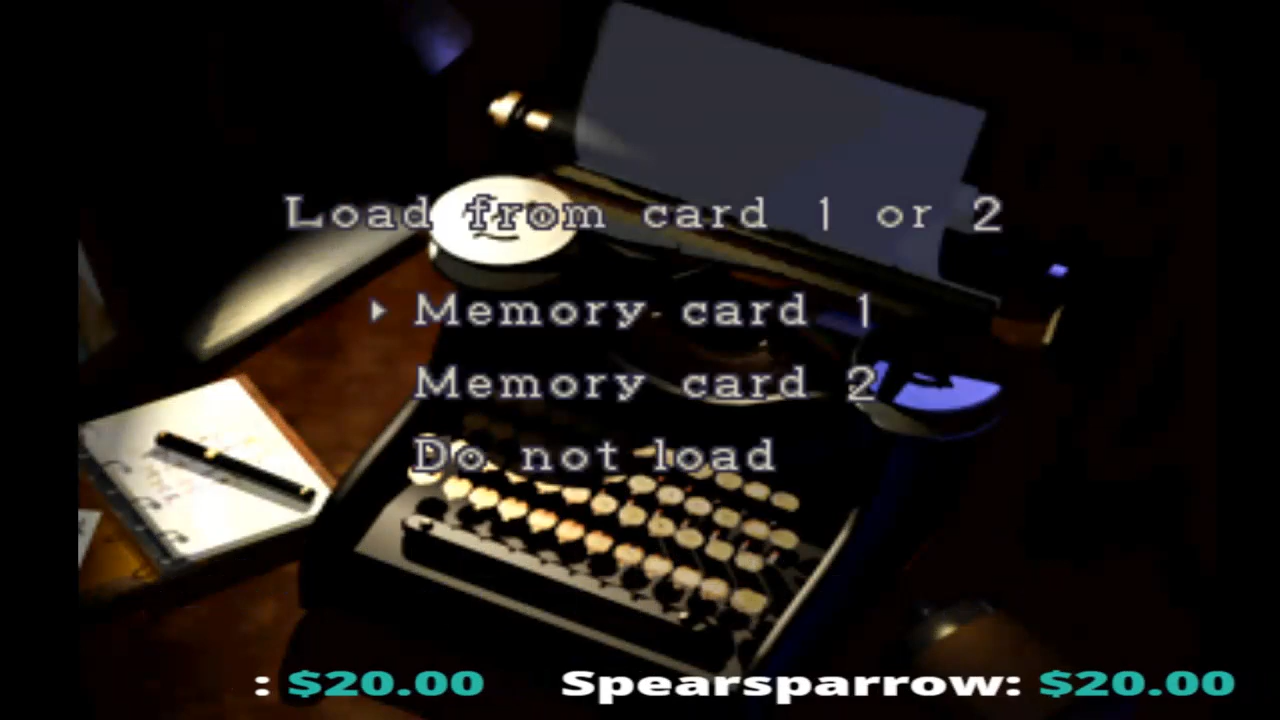 Load from card 1 or 2
Memory card 1
Memory card 2
Do not load
: $20.00 Spearsparrow: $20.00